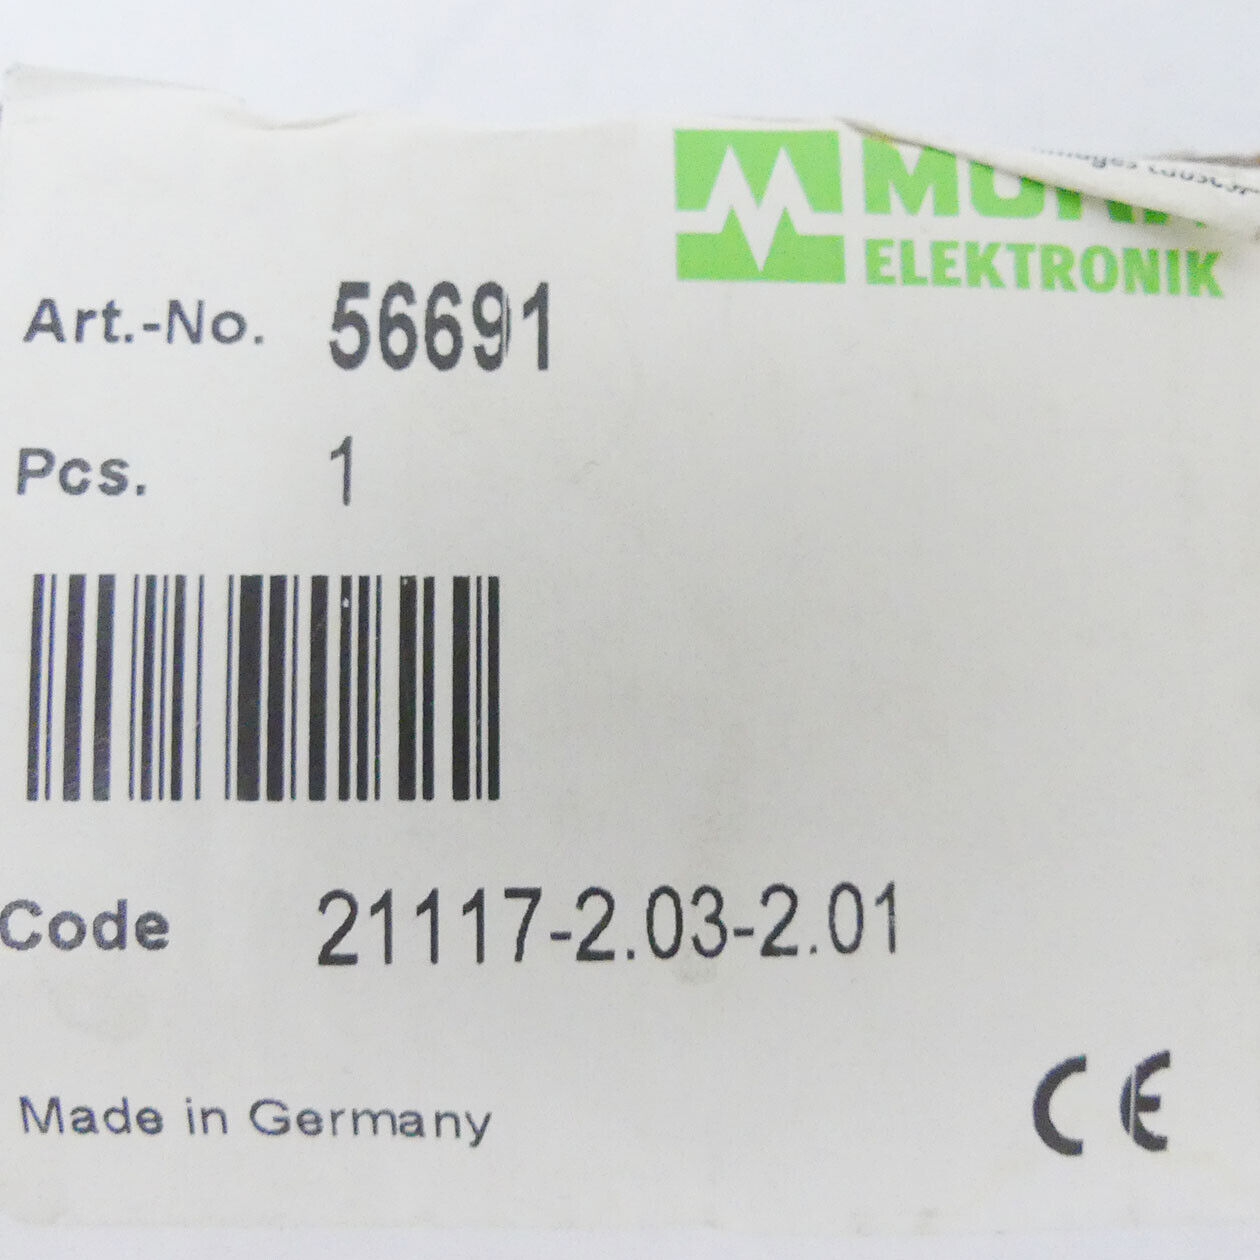 ELEKTRONIK
Art.-No. 56691
Pcs. 1
Code 21117-2.03-2.01
Made in Germany
CE